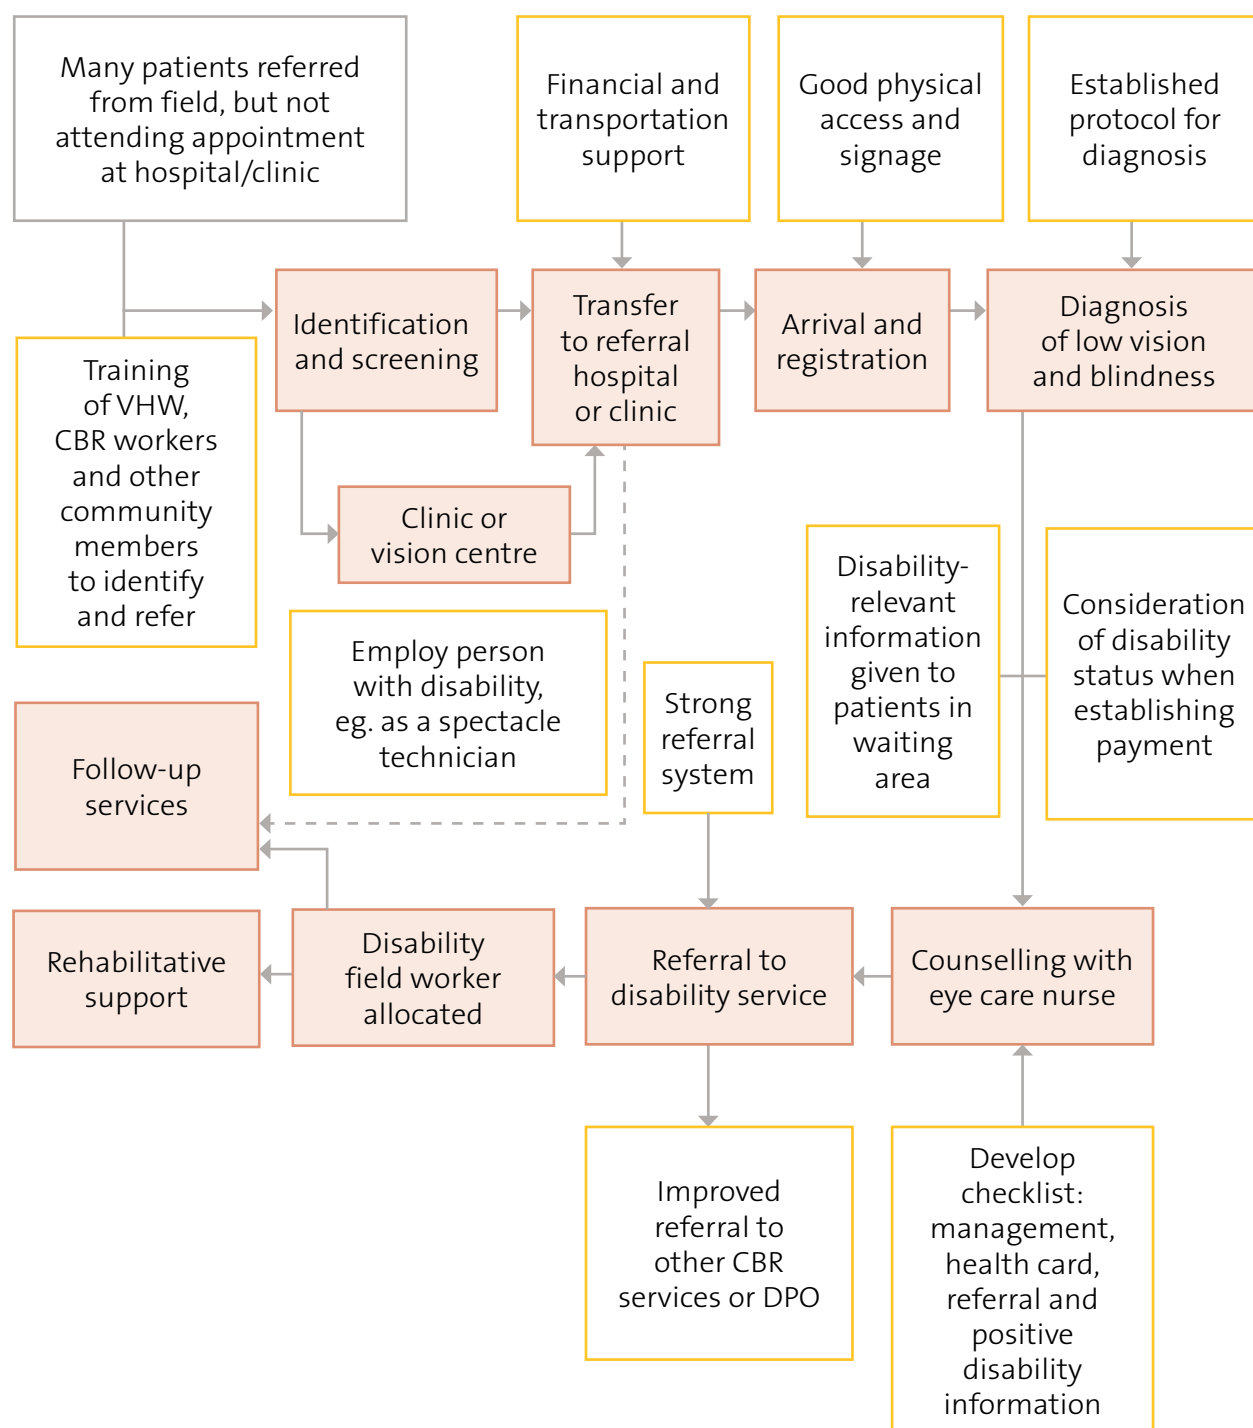 Many patients referred
from field, but not
attending appointment
at hospital/clinic
Financial and
transportation
support
Good physical
access and
signage
Established
protocol for
diagnosis
Identification
and screening
Transfer
to referral
hospital
or clinic
Arrival and
registration
Diagnosis
of low vision
and blindness
Training
of VHW,
CBR workers
and other
community
members
to identify
and refer
Clinic or
vision centre
Employ person
with disability,
eg. as a spectacle
technician
Strong
referral
system
Disability-
relevant
information
given to
patients in
waiting
area
Consideration
of disability
status when
establishing
payment
Follow-up
services
Rehabilitative
support
Disability
field worker
allocated
Referral to
disability service
Counselling with
eye care nurse
Improved
referral to
other CBR
services or DPO
Develop
checklist:
management,
health card,
referral and
positive
disability
information